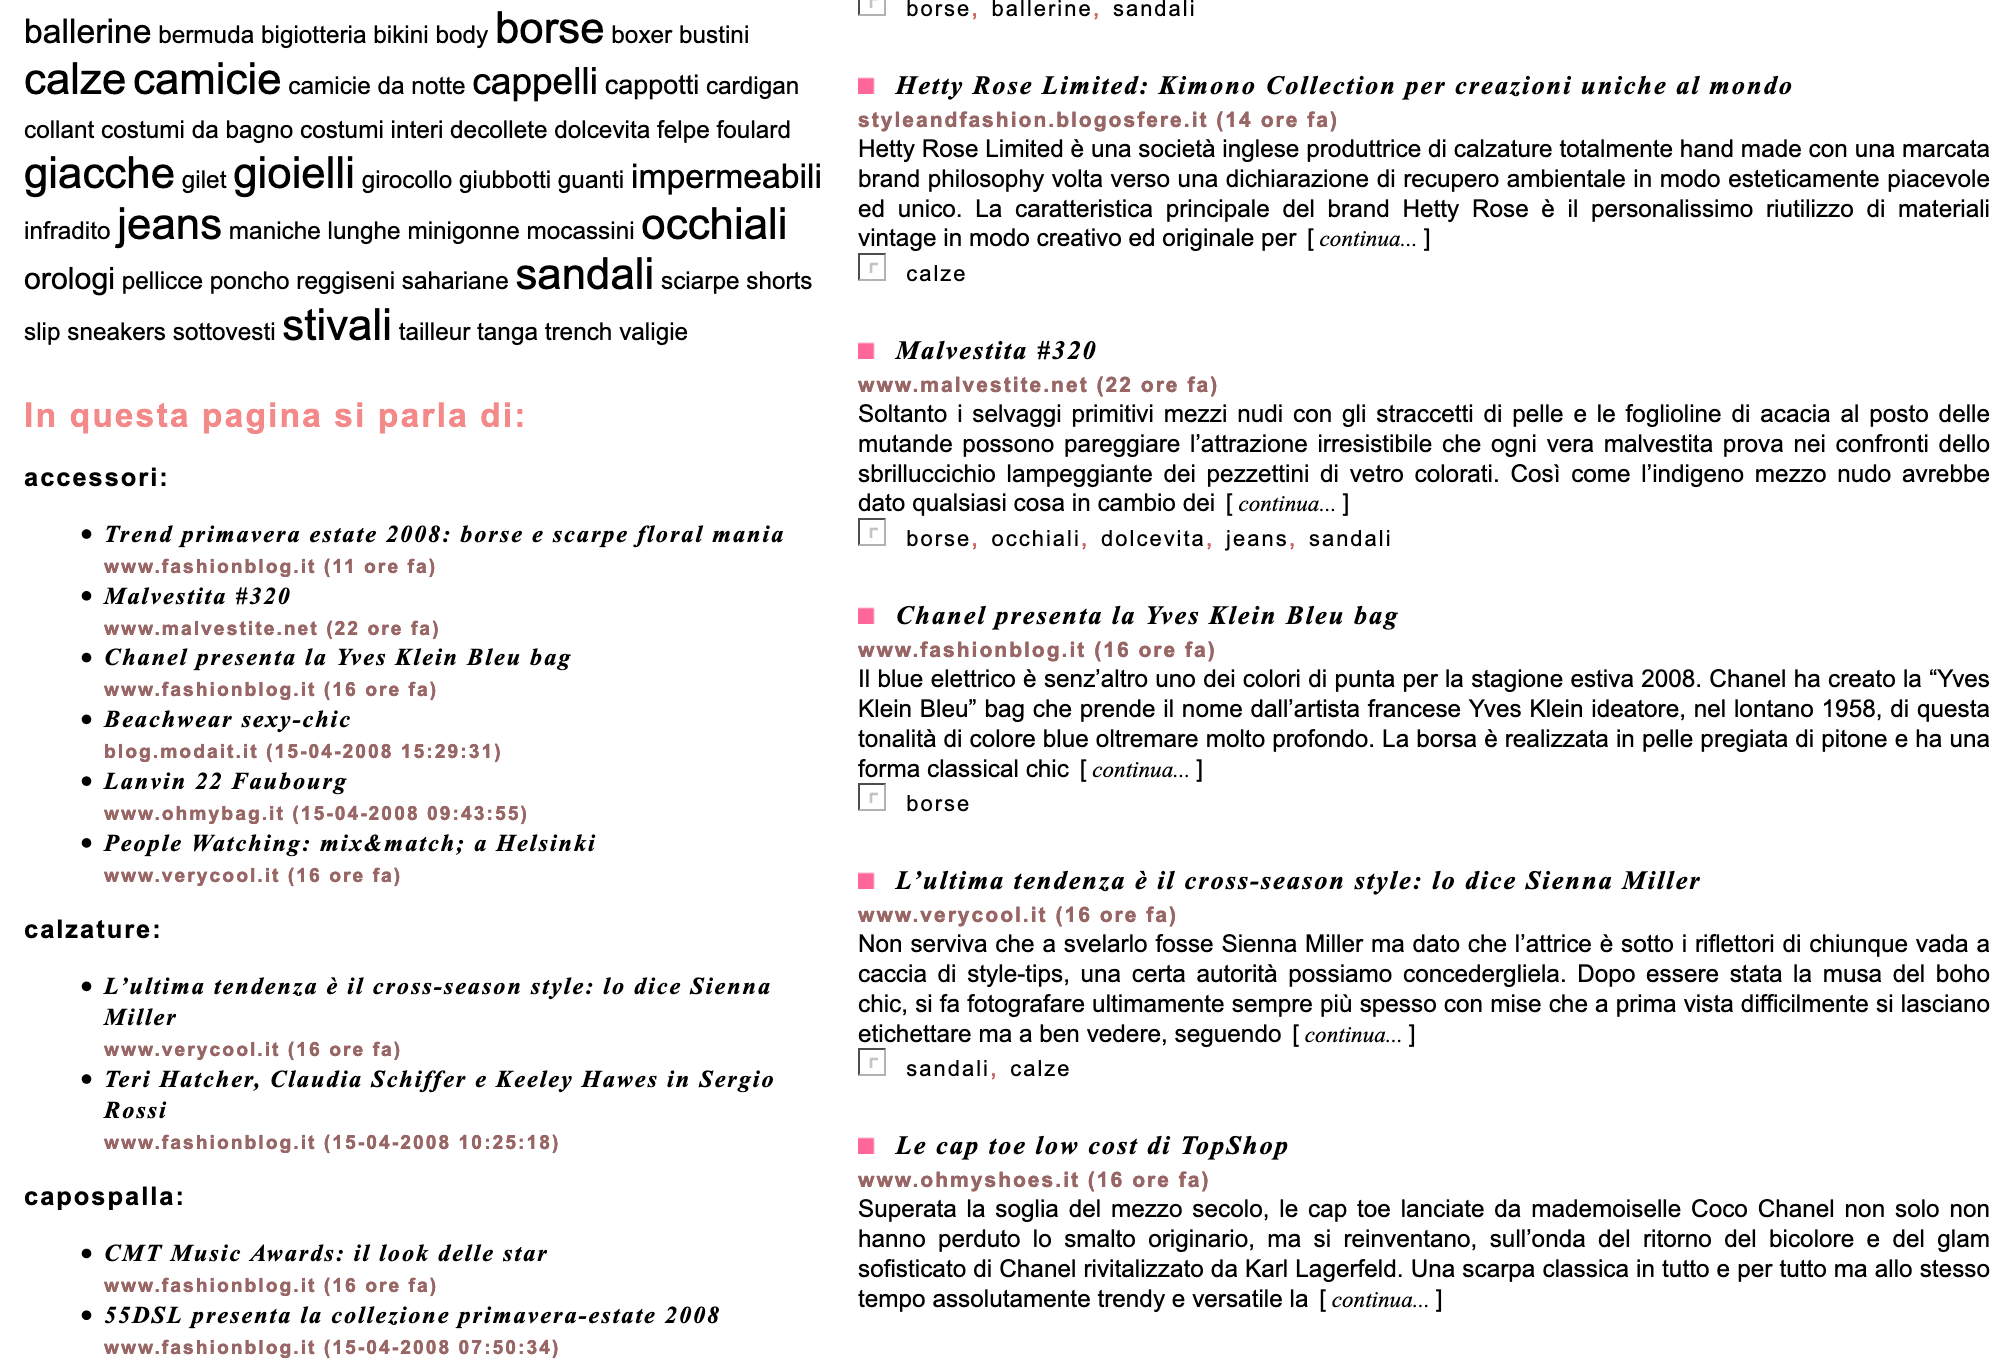 ballerine bermuda bigiotteria bikini body borse boxer bustini
calze camicie camicie da notte cappelli cappotti cardigan
collant costumi da bagno costumi interi decollete dolcevita felpe foulard
giacche gilet gioielli girocollo giubbotti guanti impermeabili
infradito jeans maniche lunghe minigonne mocassini occhiali
orologi pellicce poncho reggiseni sahariane sandali sciarpe shorts
slip sneakers sottovesti stivali tailleur tanga trench valigie
In questa pagina si parla di:
accessori:
• Trend primavera estate 2008: borse e scarpe floral mania
www.fashionblog.it (11 ore fa)
• Malvestita #320
www.malvestite.net (22 ore fa)
• Chanel presenta la Yves Klein Bleu bag
www.fashionblog.it (16 ore fa)
• Beachwear sexy-chic
blog.modait.it (15-04-2008 15:29:31)
• Lanvin 22 Faubourg
www.ohmybag.it (15-04-2008 09:43:55)
• People Watching: mix&match; a Helsinki
www.verycool.it (16 ore fa)
calzature:
• L’ultima tendenza è il cross-season style: lo dice Sienna
Miller
www.verycool.it (16 ore fa)
• Teri Hatcher, Claudia Schiffer e Keeley Hawes in Sergio
Rossi
www.fashionblog.it (15-04-2008 10:25:18)
capospalla:
• CMT Music Awards: il look delle star
www.fashionblog.it (16 ore fa)
• 55DSL presenta la collezione primavera-estate 2008
www.fashionblog.it (15-04-2008 07:50:34)
borse, ballerine, sandali
Hetty Rose Limited: Kimono Collection per creazioni uniche al mondo
styleandfashion.blogosfere.it (14 ore fa)
Hetty Rose Limited è una società inglese produttrice di calzature totalmente hand made con una marcata
brand philosophy volta verso una dichiarazione di recupero ambientale in modo esteticamente piacevole
ed unico. La caratteristica principale del brand Hetty Rose è il personalissimo riutilizzo di materiali
vintage in modo creativo ed originale per [ continua... ]
calze
Malvestita #320
www.malvestite.net (22 ore fa)
Soltanto i selvaggi primitivi mezzi nudi con gli straccetti di pelle e le foglioline di acacia al posto delle
mutande possono pareggiare l’attrazione irresistibile che ogni vera malvestita prova nei confronti dello
sbrilluccichio lampeggiante dei pezzettini di vetro colorati. Così come l’indigeno mezzo nudo avrebbe
dato qualsiasi cosa in cambio dei [ continua... ]
borse, occhiali, dolcevita, jeans, sandali
Chanel presenta la Yves Klein Bleu bag
www.fashionblog.it (16 ore fa)
Il blue elettrico è senz’altro uno dei colori di punta per la stagione estiva 2008. Chanel ha creato la “Yves
Klein Bleu” bag che prende il nome dall’artista francese Yves Klein ideatore, nel lontano 1958, di questa
tonalità di colore blue oltremare molto profondo. La borsa è realizzata in pelle pregiata di pitone e ha una
forma classical chic [ continua... ]
borse
L’ultima tendenza è il cross-season style: lo dice Sienna Miller
www.verycool.it (16 ore fa)
Non serviva che a svelarlo fosse Sienna Miller ma dato che l’attrice è sotto i riflettori di chiunque vada a
caccia di style-tips, una certa autorità possiamo concedergliela. Dopo essere stata la musa del boho
chic, si fa fotografare ultimamente sempre più spesso con mise che a prima vista difficilmente si lasciano
etichettare ma a ben vedere, seguendo [ continua... ]
sandali, calze
Le cap toe low cost di TopShop
www.ohmyshoes.it (16 ore fa)
Superata la soglia del mezzo secolo, le cap toe lanciate da mademoiselle Coco Chanel non solo non
hanno perduto lo smalto originario, ma si reinventano, sull’onda del ritorno del bicolore e del glam
sofisticato di Chanel rivitalizzato da Karl Lagerfeld. Una scarpa classica in tutto e per tutto ma allo stesso
tempo assolutamente trendy e versatile la [ continua... ]